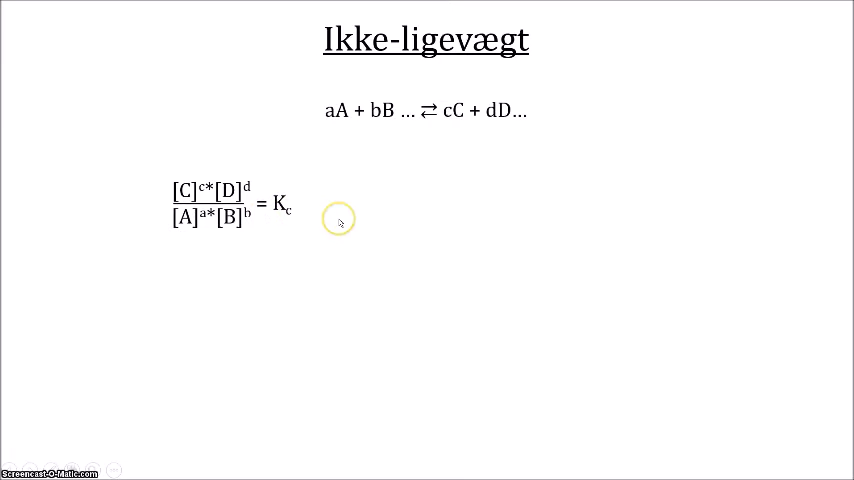 Ikke-ligevægt
aA + bB ... ⇄ cC + dD...
[C]ᶜ*[D]ᵈ
[A]ᵃ*[B]ᵇ = Kc
Screencast-O-Matic.com